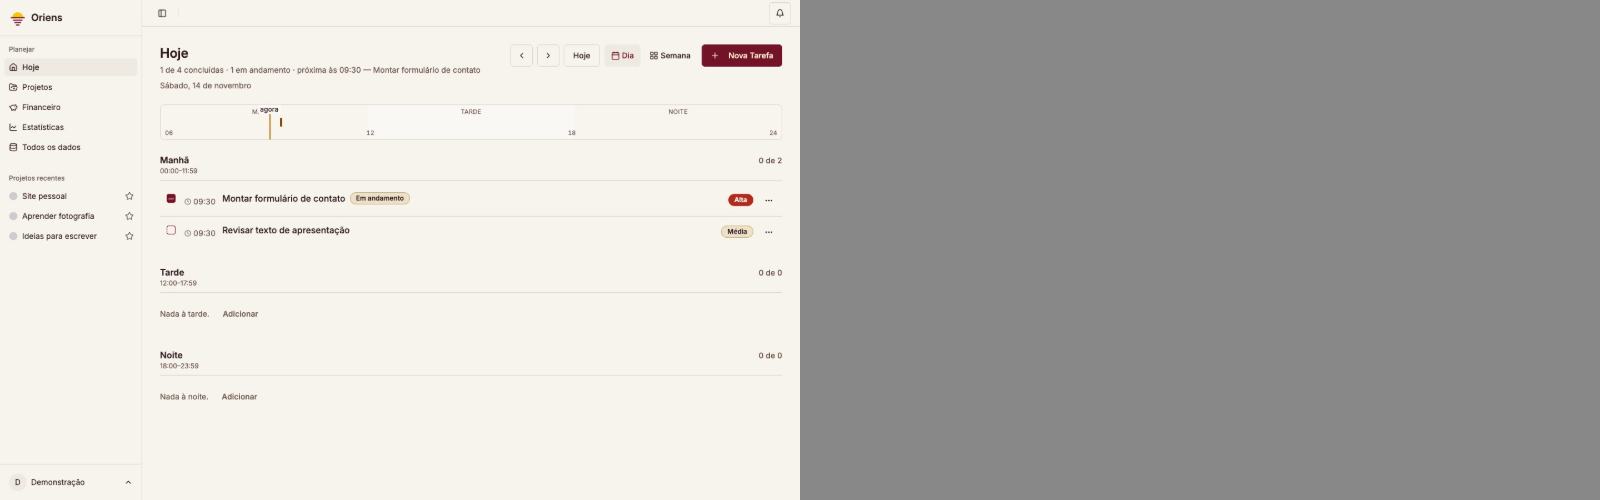 Oriens
Planejar
Hoje
Projetos
Financeiro
Estatísticas
Todos os dados
Projetos recentes
Site pessoal
Aprender fotografia
Ideias para escrever
D Demonstração
Hoje
1 de 4 concluídas · 1 em andamento · próxima às 09:30 — Montar formulário de contato
Sábado, 14 de novembro
Hoje Dia Semana + Nova Tarefa
M. agora TARDE NOITE
06 12 18 24
Manhã 0 de 2
00:00–11:59
09:30 Montar formulário de contato Em andamento Alta ...
09:30 Revisar texto de apresentação Média ...
Tarde 0 de 0
12:00–17:59
Nada à tarde. Adicionar
Noite 0 de 0
18:00–23:59
Nada à noite. Adicionar